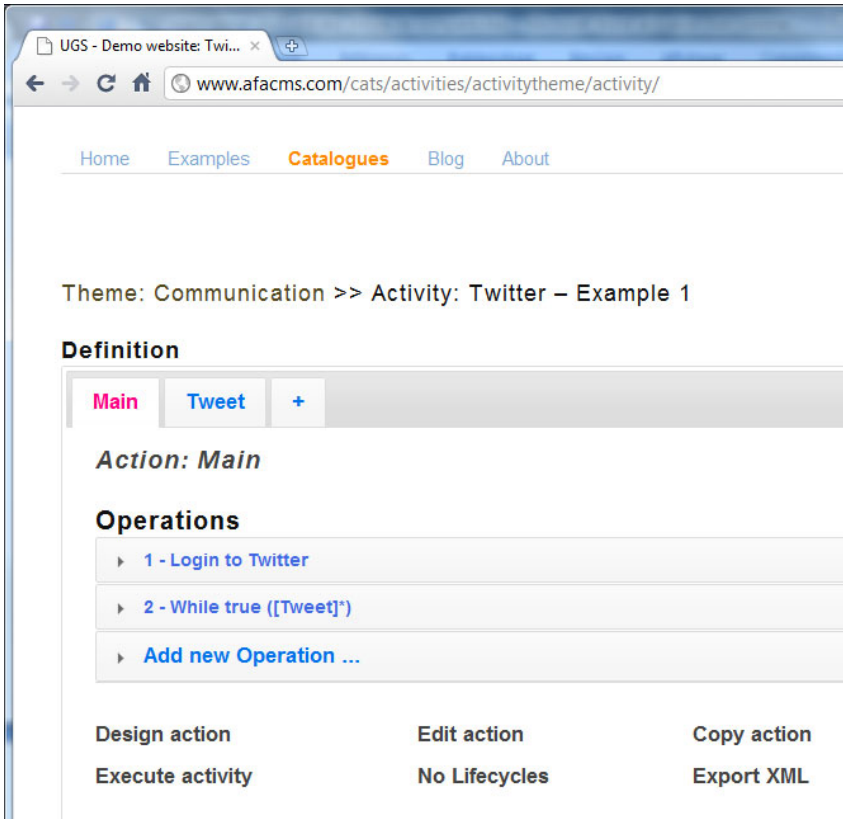 UGS - Demo website: Twi...
www.afacms.com/cats/activities/activitytheme/activity/
Home Examples Catalogues Blog About
Theme: Communication >> Activity: Twitter – Example 1
Definition
Main Tweet +
Action: Main
Operations
1 - Login to Twitter
2 - While true ([Tweet]*)
Add new Operation ...
Design action Edit action Copy action
Execute activity No Lifecycles Export XML